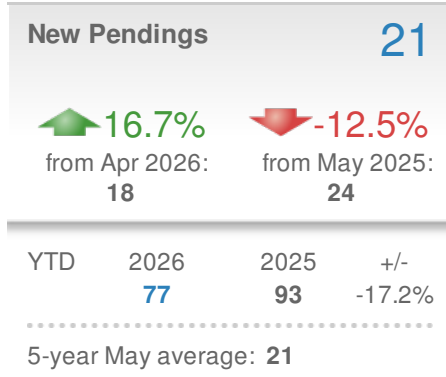 New Pendings 21
16.7% -12.5%
from Apr 2026: from May 2025:
18 24
YTD 2026 2025 +/-
77 93 -17.2%
5-year May average: 21